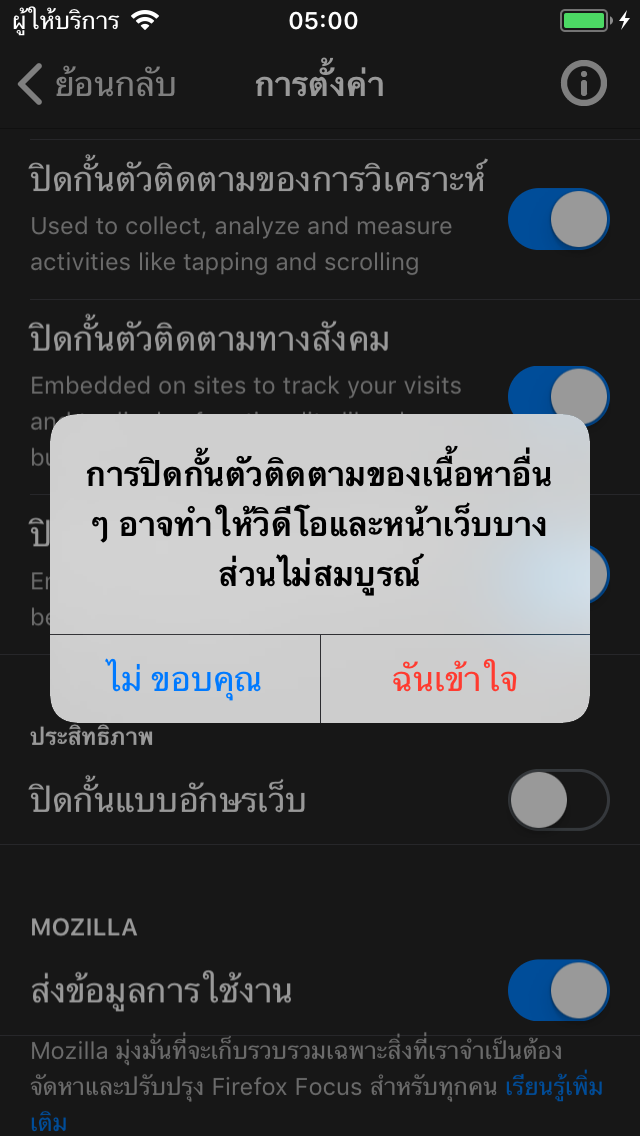 ผู้ให้บริการ 05:00
ย้อนกลับ การตั้งค่า
ปิดกั้นตัวติดตามของการวิเคราะห์
Used to collect, analyze and measure
activities like tapping and scrolling
ปิดกั้นตัวติดตามทางสังคม
Embedded on sites to track your visits
การปิดกั้นตัวติดตามของเนื้อหาอื่น
ๆ อาจทำให้วิดีโอและหน้าเว็บบาง
ส่วนไม่สมบูรณ์
ไม่ ขอบคุณ ฉันเข้าใจ
ประสิทธิภาพ
ปิดกั้นแบบอักษรเว็บ
MOZILLA
ส่งข้อมูลการใช้งาน
Mozilla มุ่งมั่นที่จะเก็บรวบรวมเฉพาะสิ่งที่เราจำเป็นต้อง
จัดหาและปรับปรุง Firefox Focus สำหรับทุกคน เรียนรู้เพิ่ม
เติม